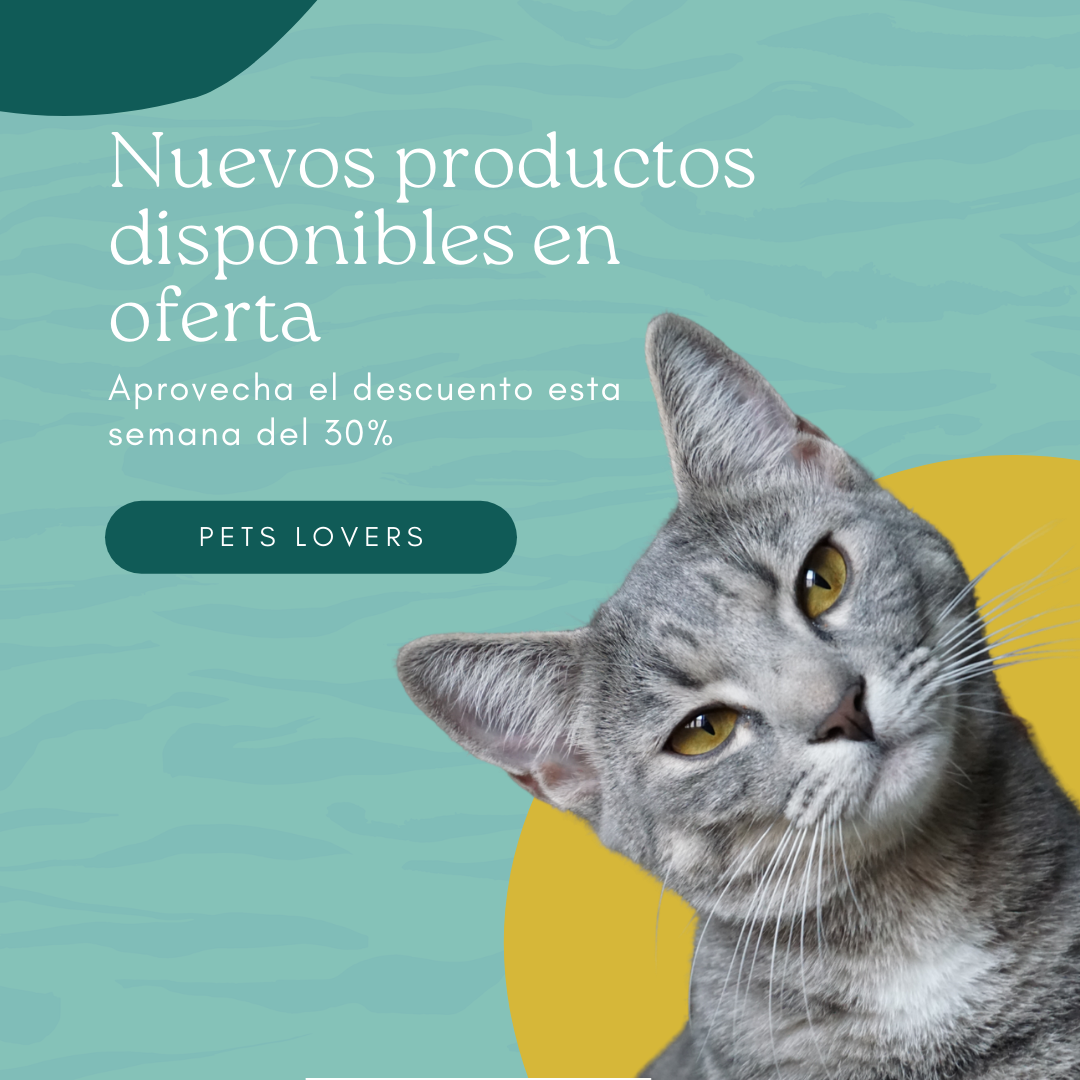 Nuevos productos
disponibles en
oferta
Aprovecha el descuento esta
semana del 30%
PETS LOVERS